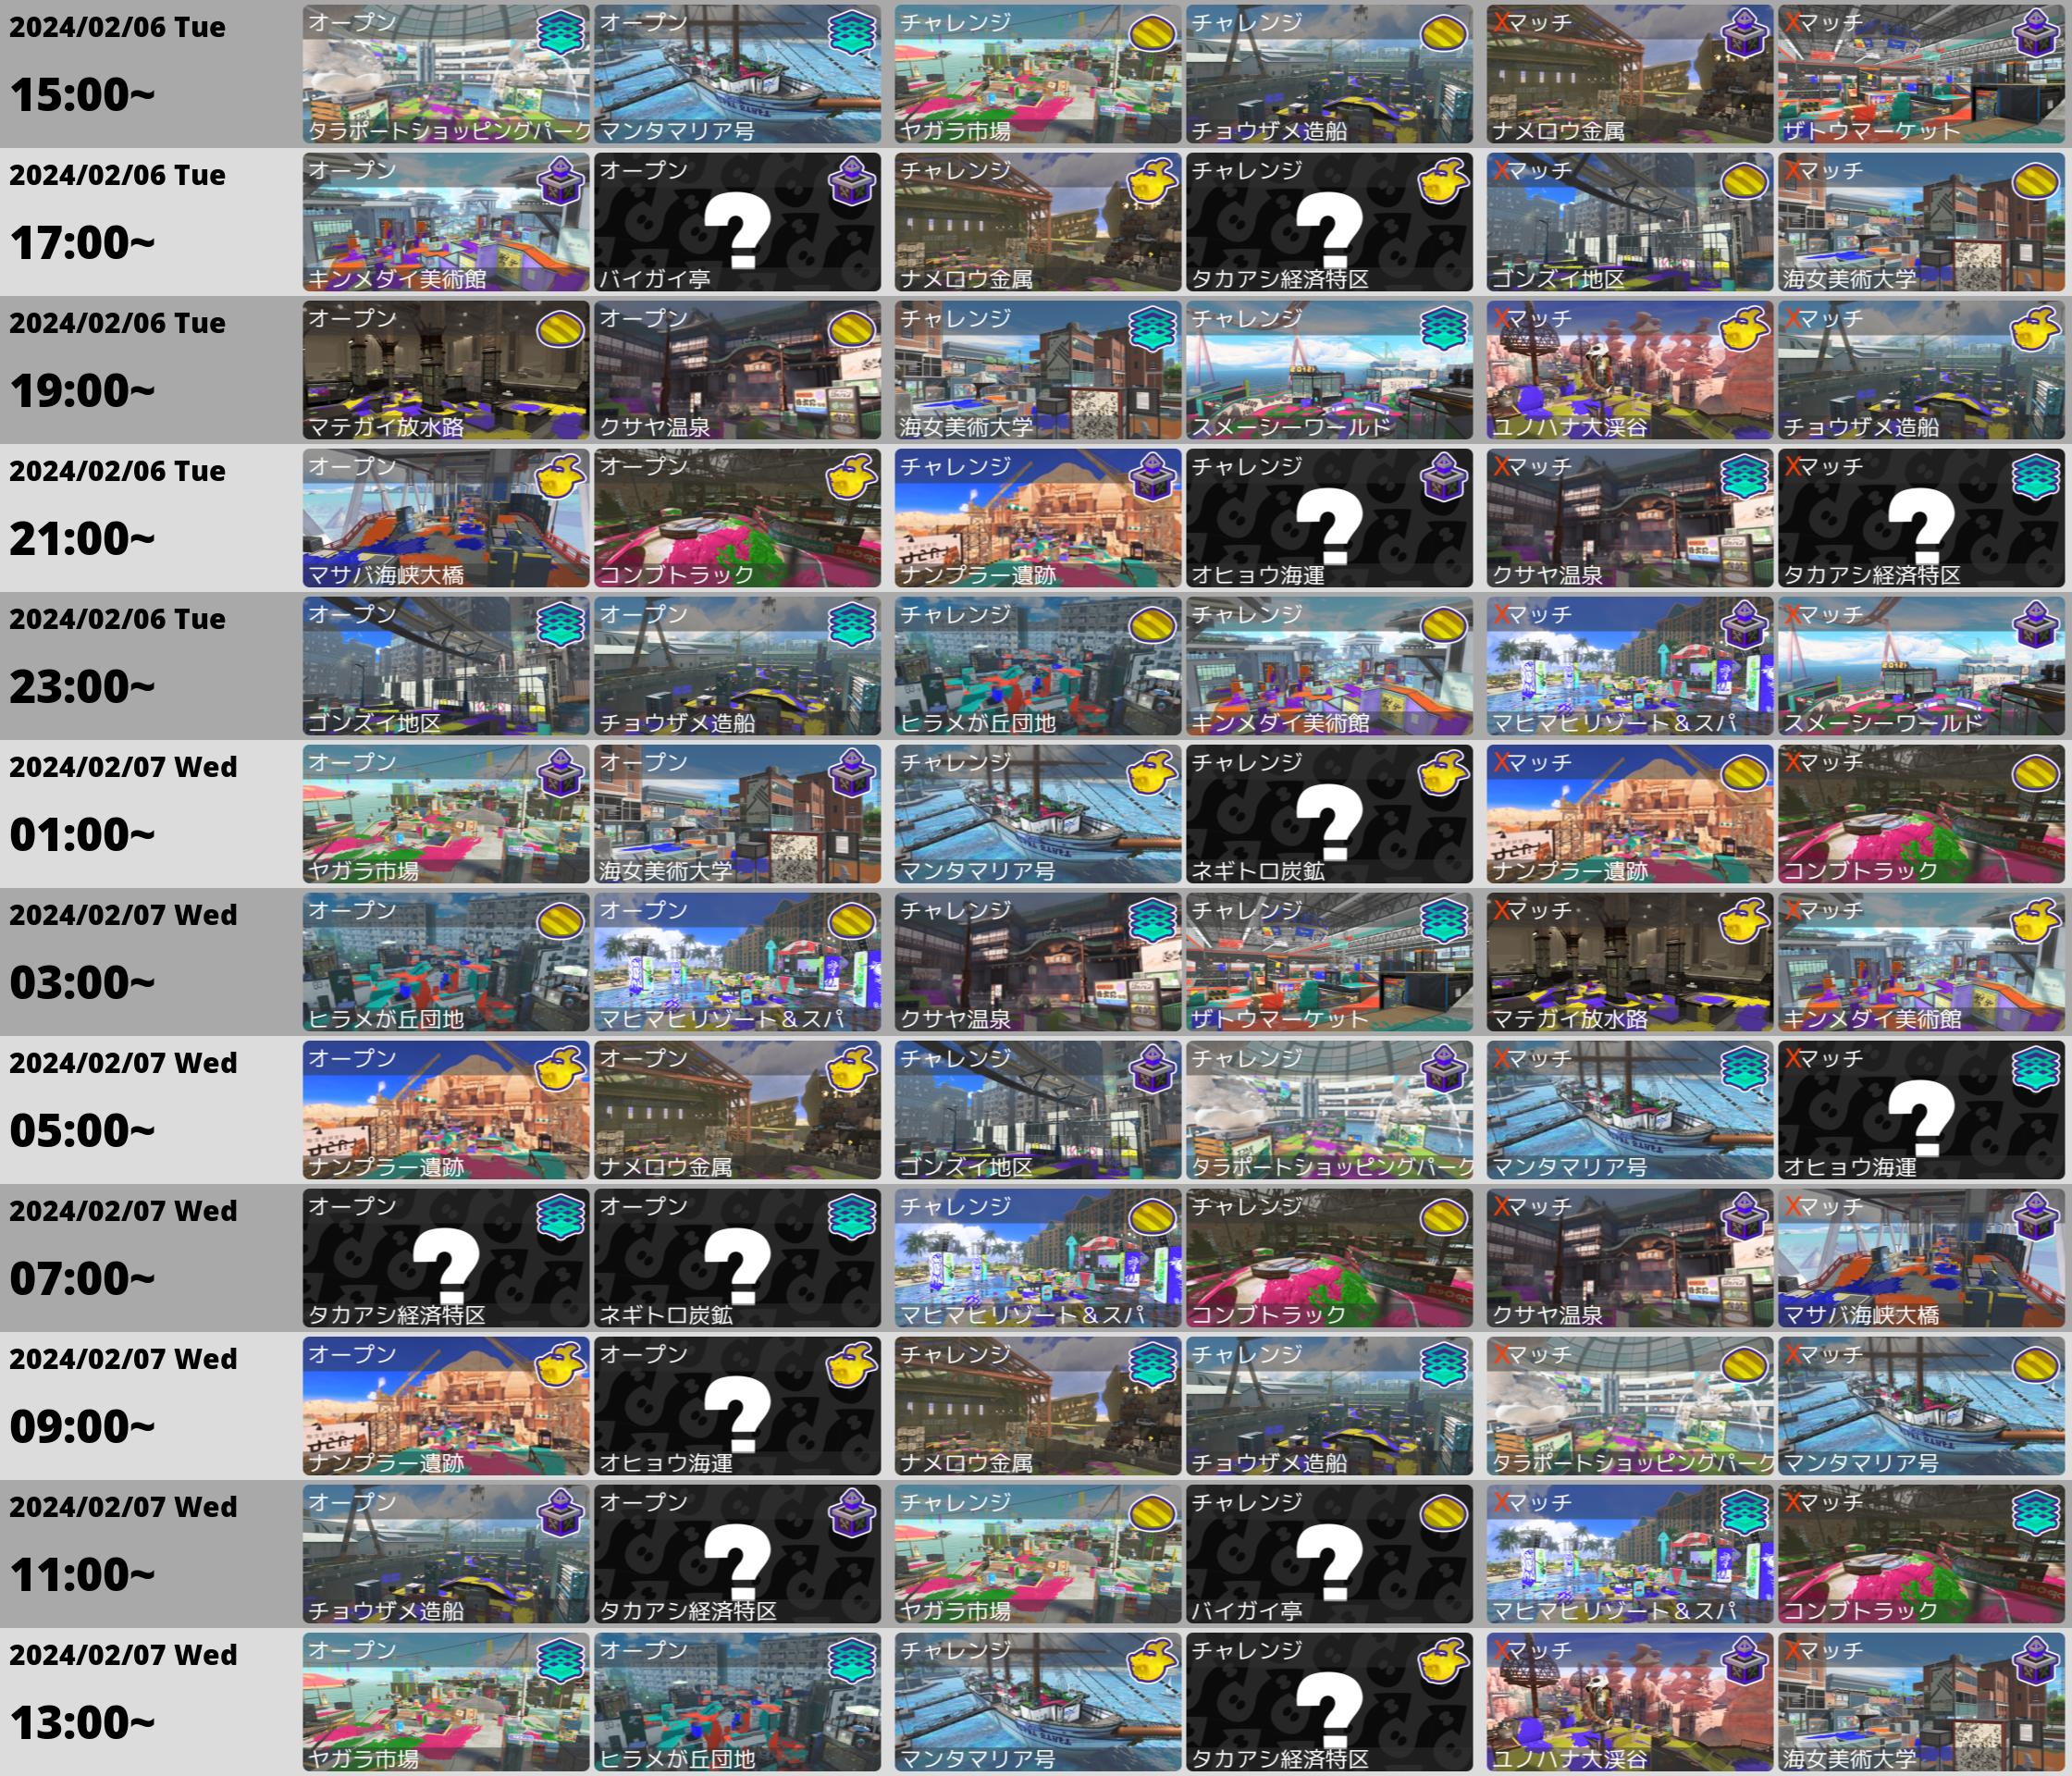 2024/02/06 Tue
15:00~
オープン
タラポートショッピングパーク
オープン
マンタマリア号
チャレンジ
ヤガラ市場
チャレンジ
チョウザメ造船
Xマッチ
ナメロウ金属
Xマッチ
ザトウマーケット
2024/02/06 Tue
17:00~
オープン
キンメダイ美術館
オープン
バイガイ亭
チャレンジ
ナメロウ金属
チャレンジ
タカアシ経済特区
Xマッチ
ゴンズイ地区
Xマッチ
海女美術大学
2024/02/06 Tue
19:00~
オープン
マテガイ放水路
オープン
クサヤ温泉
チャレンジ
海女美術大学
チャレンジ
スメーシーワールド
Xマッチ
ユノハナ大渓谷
Xマッチ
チョウザメ造船
2024/02/06 Tue
21:00~
オープン
マサバ海峡大橋
オープン
コンブトラック
チャレンジ
ナンプラー遺跡
チャレンジ
オヒョウ海運
Xマッチ
クサヤ温泉
Xマッチ
タカアシ経済特区
2024/02/06 Tue
23:00~
オープン
ゴンズイ地区
オープン
チョウザメ造船
チャレンジ
ヒラメが丘団地
チャレンジ
キンメダイ美術館
Xマッチ
マヒマヒリゾート＆スパ
Xマッチ
スメーシーワールド
2024/02/07 Wed
01:00~
オープン
ヤガラ市場
オープン
海女美術大学
チャレンジ
マンタマリア号
チャレンジ
ネギトロ炭鉱
Xマッチ
ナンプラー遺跡
Xマッチ
コンブトラック
2024/02/07 Wed
03:00~
オープン
ヒラメが丘団地
オープン
マヒマヒリゾート＆スパ
チャレンジ
クサヤ温泉
チャレンジ
ザトウマーケット
Xマッチ
マテガイ放水路
Xマッチ
キンメダイ美術館
2024/02/07 Wed
05:00~
オープン
ナンプラー遺跡
オープン
ナメロウ金属
チャレンジ
ゴンズイ地区
チャレンジ
タラポートショッピングパーク
Xマッチ
マンタマリア号
Xマッチ
オヒョウ海運
2024/02/07 Wed
07:00~
オープン
タカアシ経済特区
オープン
ネギトロ炭鉱
チャレンジ
マヒマヒリゾート＆スパ
チャレンジ
コンブトラック
Xマッチ
クサヤ温泉
Xマッチ
マサバ海峡大橋
2024/02/07 Wed
09:00~
オープン
ナンプラー遺跡
オープン
オヒョウ海運
チャレンジ
ナメロウ金属
チャレンジ
チョウザメ造船
Xマッチ
タラポートショッピングパーク
Xマッチ
マンタマリア号
2024/02/07 Wed
11:00~
オープン
チョウザメ造船
オープン
タカアシ経済特区
チャレンジ
ヤガラ市場
チャレンジ
バイガイ亭
Xマッチ
マヒマヒリゾート＆スパ
Xマッチ
コンブトラック
2024/02/07 Wed
13:00~
オープン
ヤガラ市場
オープン
ヒラメが丘団地
チャレンジ
マンタマリア号
チャレンジ
タカアシ経済特区
Xマッチ
ユノハナ大渓谷
Xマッチ
海女美術大学